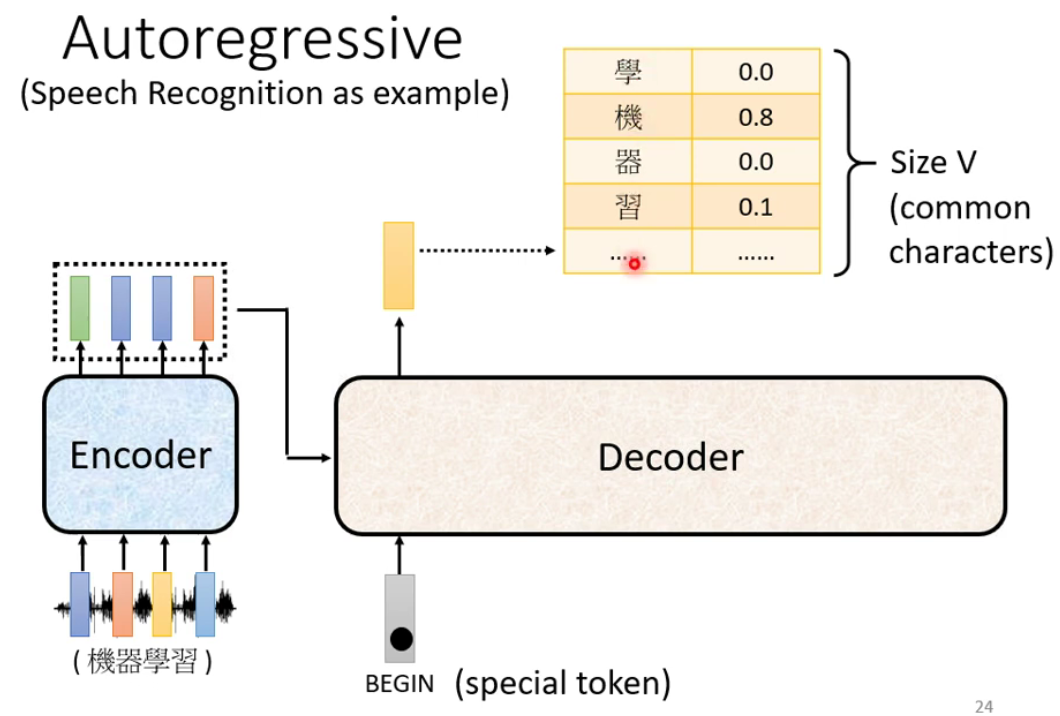 Autoregressive
(Speech Recognition as example)
學 0.0
機 0.8
器 0.0
習 0.1
...... ......
Size V
(common
characters)
Encoder
Decoder
( 機器學習 )
BEGIN (special token)
24